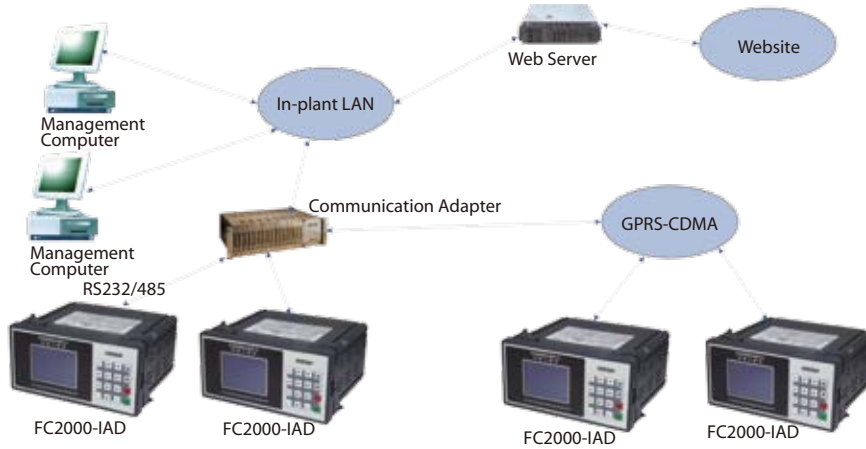 Web Server
Website
In-plant LAN
Management
Computer
Communication Adapter
GPRS-CDMA
Management
Computer
RS232/485
FC2000-IAD
FC2000-IAD
FC2000-IAD
FC2000-IAD